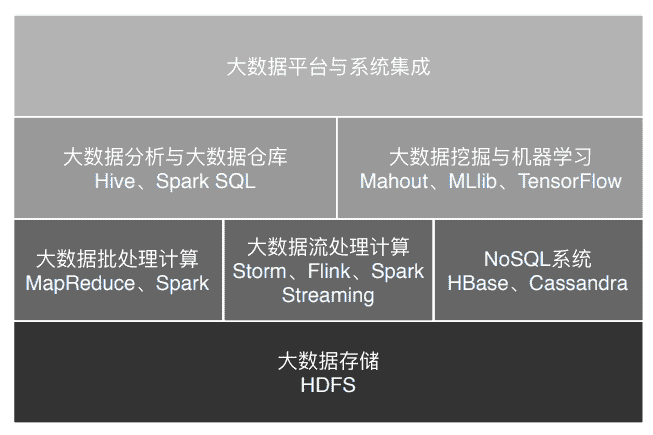 大数据平台与系统集成
大数据分析与大数据仓库
Hive、Spark SQL
大数据挖掘与机器学习
Mahout、MLlib、TensorFlow
大数据批处理计算
MapReduce、Spark
大数据流处理计算
Storm、Flink、Spark
Streaming
NoSQL系统
HBase、Cassandra
大数据存储
HDFS